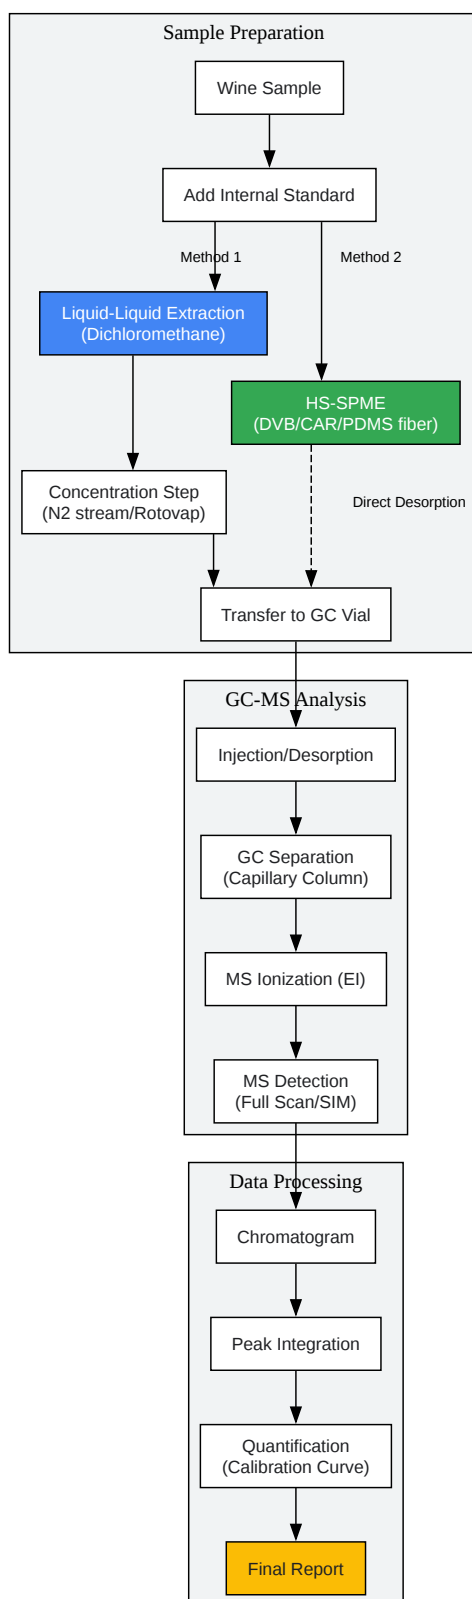 Sample Preparation
Wine Sample
Add Internal Standard
Method 1
Method 2
Liquid-Liquid Extraction
(Dichloromethane)
HS-SPME
(DVB/CAR/PDMS fiber)
Concentration Step
(N2 stream/Rotovap)
Direct Desorption
Transfer to GC Vial
GC-MS Analysis
Injection/Desorption
GC Separation
(Capillary Column)
MS Ionization (EI)
MS Detection
(Full Scan/SIM)
Data Processing
Chromatogram
Peak Integration
Quantification
(Calibration Curve)
Final Report